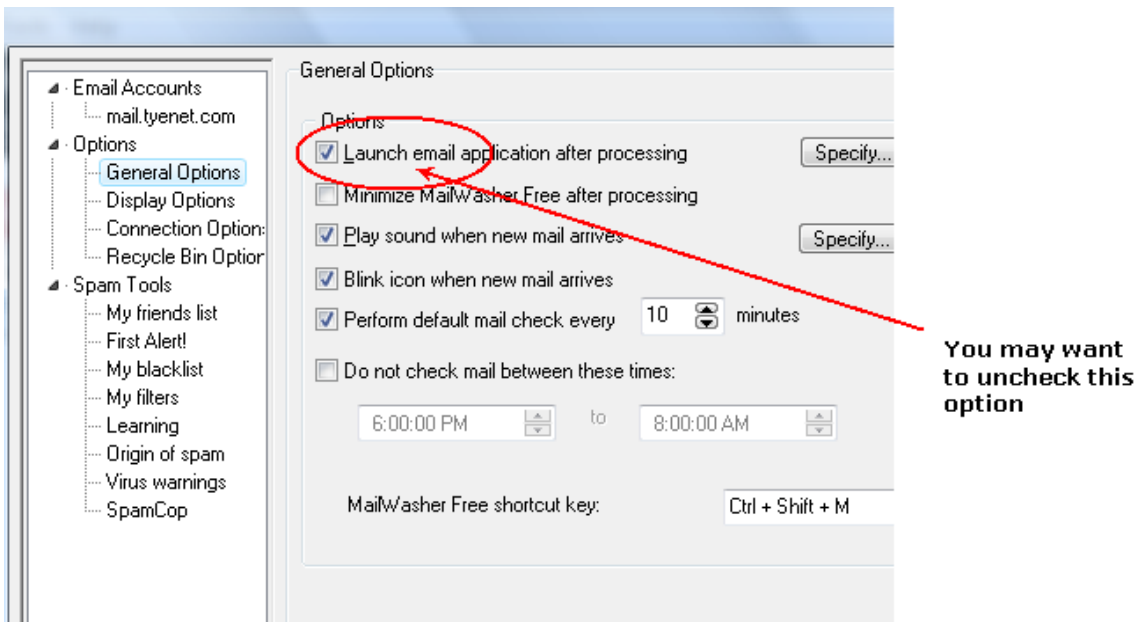 General Options
Email Accounts
mail.tyenet.com
Options
General Options
Display Options
Connection Option
Recycle Bin Option
Spam Tools
My friends list
First Alert!
My blacklist
My filters
Learning
Origin of spam
Virus warnings
SpamCop
Options
Launch email application after processing Specify...
Minimize MailWasher Free after processing
Play sound when new mail arrives Specify...
Blink icon when new mail arrives
Perform default mail check every 10 minutes
Do not check mail between these times:
6:00:00 PM to 8:00:00 AM
MailWasher Free shortcut key: Ctrl + Shift + M
You may want
to uncheck this
option